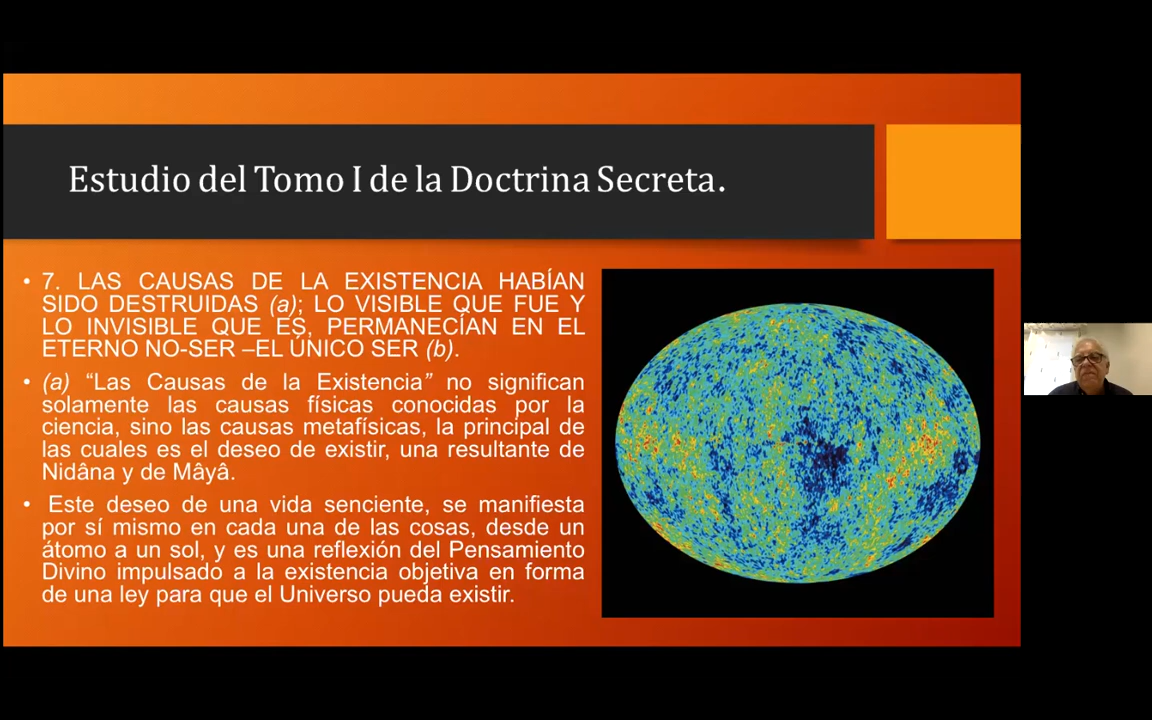 Estudio del Tomo I de la Doctrina Secreta.
• 7. LAS CAUSAS DE LA EXISTENCIA HABÍAN
SIDO DESTRUIDAS (a); LO VISIBLE QUE FUE Y
LO INVISIBLE QUE ES, PERMANECÍAN EN EL
ETERNO NO-SER –EL ÚNICO SER (b).
• (a) “Las Causas de la Existencia” no significan
solamente las causas físicas conocidas por la
ciencia, sino las causas metafísicas, la principal de
las cuales es el deseo de existir, una resultante de
Nidâna y de Mâyâ.
• Este deseo de una vida senciente, se manifiesta
por sí mismo en cada una de las cosas, desde un
átomo a un sol, y es una reflexión del Pensamiento
Divino impulsado a la existencia objetiva en forma
de una ley para que el Universo pueda existir.